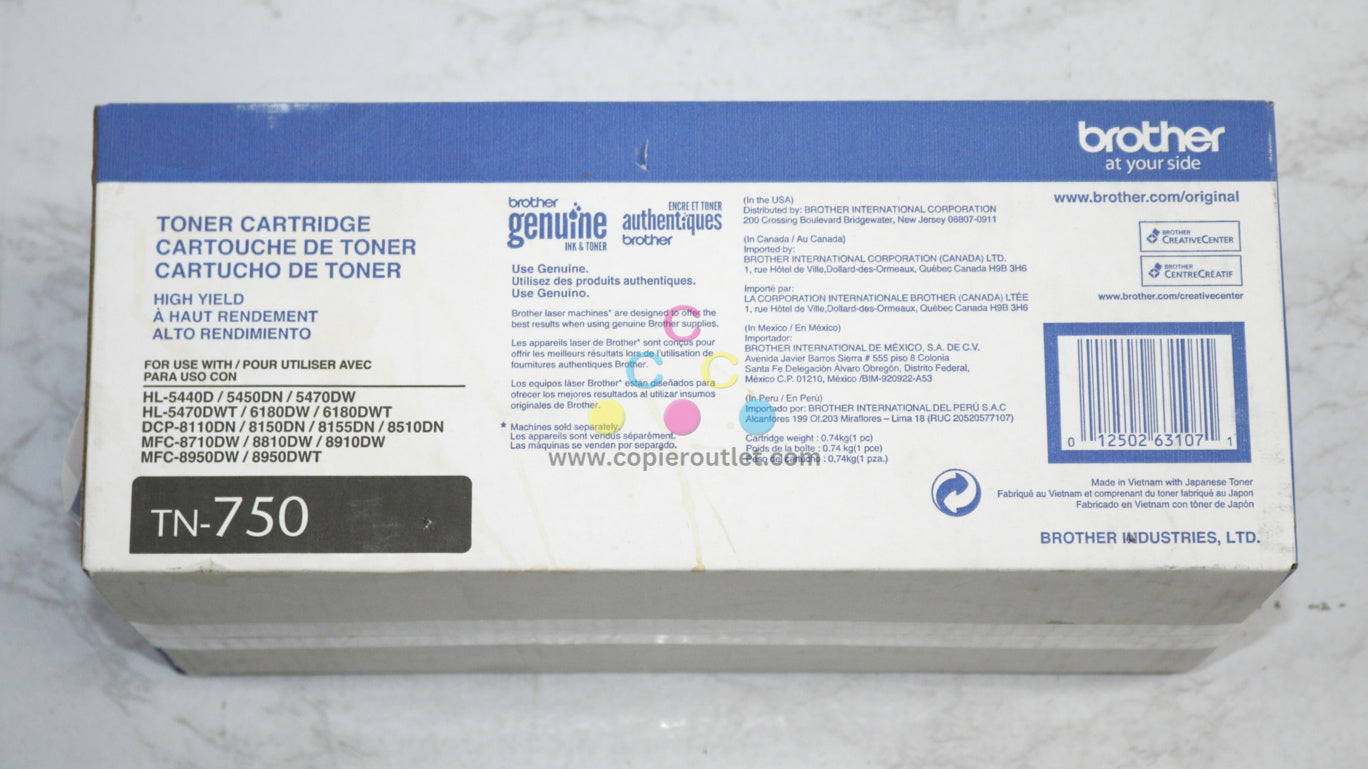 brother
at your side
TONER CARTRIDGE
CARTOUCHE DE TONER
CARTUCHO DE TONER
HIGH YIELD
À HAUT RENDEMENT
ALTO RENDIMIENTO
FOR USE WITH / POUR UTILISER AVEC
PARA USO CON
HL-5440D / 5450DN / 5470DW
HL-5470DWT / 6180DW / 6180DWT
DCP-8110DN / 8150DN / 8155DN / 8510DN
MFC-8710DW / 8810DW / 8910DW
MFC-8950DW / 8950DWT
TN-750
brother
genuine
INK & TONER
ENCRE ET TONER
authentiques
brother
Use Genuine.
Utilisez des produits authentiques.
Use Genuino.
Brother laser machines* are designed to offer the
best results when using genuine Brother supplies.
Les appareils laser de Brother* sont conçus pour
offrir les meilleurs résultats lors de l'utilisation de
fournitures authentiques Brother.
Los equipos láser Brother* están diseñados para
ofrecer los mejores resultados al utilizar insumos
originales de Brother.
* Machines sold separately.
Les appareils sont vendus séparément.
Las máquinas se venden por separado.
(In the USA)
Distributed by: BROTHER INTERNATIONAL CORPORATION
200 Crossing Boulevard Bridgewater, New Jersey 08807-0911
(In Canada / Au Canada)
Imported by:
BROTHER INTERNATIONAL CORPORATION (CANADA) LTD.
1, rue Hôtel de Ville,Dollard-des-Ormeaux, Québec Canada H9B 3H6
Importé par:
LA CORPORATION INTERNATIONALE BROTHER (CANADA) LTÉE
1, rue Hôtel de Ville,Dollard-des-Ormeaux, Québec Canada H9B 3H6
(In Mexico / En México)
Importador:
BROTHER INTERNATIONAL DE MÉXICO, S.A. DE C.V.
Avenida Javier Barros Sierra # 555 piso 8 Colonia
Santa Fe Delegación Álvaro Obregón, Distrito Federal,
México C.P. 01210, México /BIM-920922-A53
(In Peru / En Perú)
Importado por: BROTHER INTERNATIONAL DEL PERÚ S.A.C
Alcanfores 199 Of.203 Miraflores – Lima 18 (RUC 20520577107)
Cartridge weight : 0.74kg(1 pc)
Poids de la boîte : 0.74 kg(1 pce)
Peso de cartucho : 0,74kg(1 pza.)
www.brother.com/original
BROTHER
CREATIVECENTER
BROTHER
CENTRECRÉATIF
www.brother.com/creativecenter
0 12502 63107 1
Made in Vietnam with Japanese Toner
Fabriqué au Vietnam et comprenant du toner fabriqué au Japon
Fabricado en Vietnam con tóner de Japón
BROTHER INDUSTRIES, LTD.
C
C C
www.copieroutlet.com